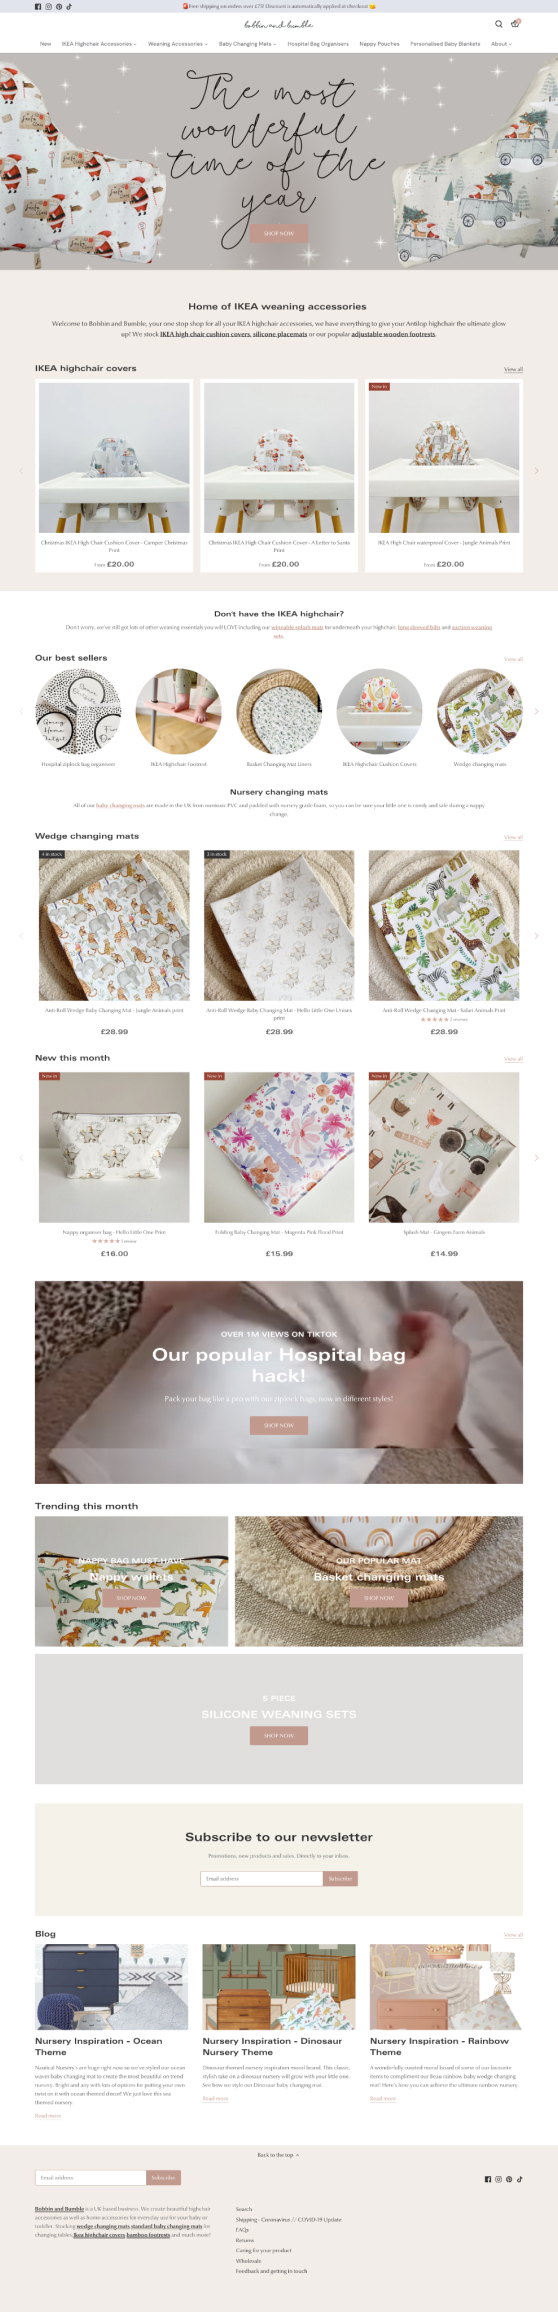 Free shipping on orders over £75! Discount is automatically applied at checkout
bobbin and bumble
New IKEA Highchair Accessories Weaning Accessories Baby Changing Mats Hospital Bag Organisers Nappy Pouches Personalised Baby Blankets About
The most
wonderful
time of the
year
SHOP NOW
Home of IKEA weaning accessories
Welcome to Bobbin and Bumble, your one stop shop for all your IKEA highchair accessories, we have everything to give your Antilop highchair the ultimate glow
up! We stock IKEA high chair cushion covers, silicone placemats or our popular adjustable wooden footrests.
IKEA highchair covers
View all
New in
Christmas IKEA High Chair Cushion Cover - Camper Christmas
Print
From £20.00
Christmas IKEA High Chair Cushion Cover - A Letter to Santa
Print
From £20.00
IKEA High Chair waterproof Cover - Jungle Animals Print
From £20.00
Don't have the IKEA highchair?
Don't worry, we've still got lots of other weaning essentials you will LOVE including our wipeable splash mats for underneath your highchair, long sleeved bibs and suction weaning
sets.
Our best sellers
View all
Hospital ziplock bag organisers
IKEA Highchair Footrest
Basket Changing Mat Liners
IKEA Highchair Cushion Covers
Wedge changing mats
Nursery changing mats
All of our baby changing mats are made in the UK from nontoxic PVC and padded with nursery grade foam, so you can be sure your little one is comfy and safe during a nappy
change.
Wedge changing mats
View all
4 in stock
2 in stock
Anti-Roll Wedge Baby Changing Mat - Jungle Animals print
£28.99
Anti-Roll Wedge Baby Changing Mat - Hello Little One Unisex
print
£28.99
Anti-Roll Wedge Changing Mat - Safari Animals Print
£28.99
New this month
View all
New in
New in
New in
Nappy organiser bag - Hello Little One Print
1 review
£16.00
Folding Baby Changing Mat - Magenta Pink Floral Print
£15.99
Splash Mat - Gingers Farm Animals
£14.99
OVER 1M VIEWS ON TIKTOK
Our popular Hospital bag
hack!
Pack your bag like a pro with our ziplock bags, now in different styles!
SHOP NOW
Trending this month
NAPPY BAG MUST-HAVE
Nappy wallets
SHOP NOW
OUR POPULAR MAT
Basket changing mats
SHOP NOW
5 PIECE
SILICONE WEANING SETS
SHOP NOW
Subscribe to our newsletter
Promotions, new products and sales. Directly to your inbox.
Email address
Subscribe
Blog
View all
Nursery Inspiration - Ocean
Theme
Nautical Nursery's are huge right now so we've styled our ocean
waves baby changing mat to create the most beautiful on trend
nursery. Bright and airy with lots of options for putting your own
twist on it with ocean themed decor! We just love this sea
themed nursery.
Read more
Nursery Inspiration - Dinosaur
Nursery Theme
Dinosaur themed nursery inspiration mood board. This classic,
stylish take on a dinosaur nursery will grow with your little one.
See how we style our Dinosaur baby changing mat.
Read more
Nursery Inspiration - Rainbow
Theme
A wonderfully curated mood board of some of our favourite
items to compliment our Beau rainbow baby wedge changing
mat! Here's how you can achieve the ultimate rainbow nursery.
Read more
Back to the top
Email address
Subscribe
Bobbin and Bumble is a UK based business. We create beautiful highchair
accessories as well as home accessories for everyday use for your baby or
toddler. Stocking wedge changing mats, standard baby changing mats for
changing tables, Ikea highchair covers, bamboo footrests and much more!!
Search
Shipping - Coronavirus // COVID-19 Update
FAQs
Returns
Caring for your product
Wholesale
Feedback and getting in touch